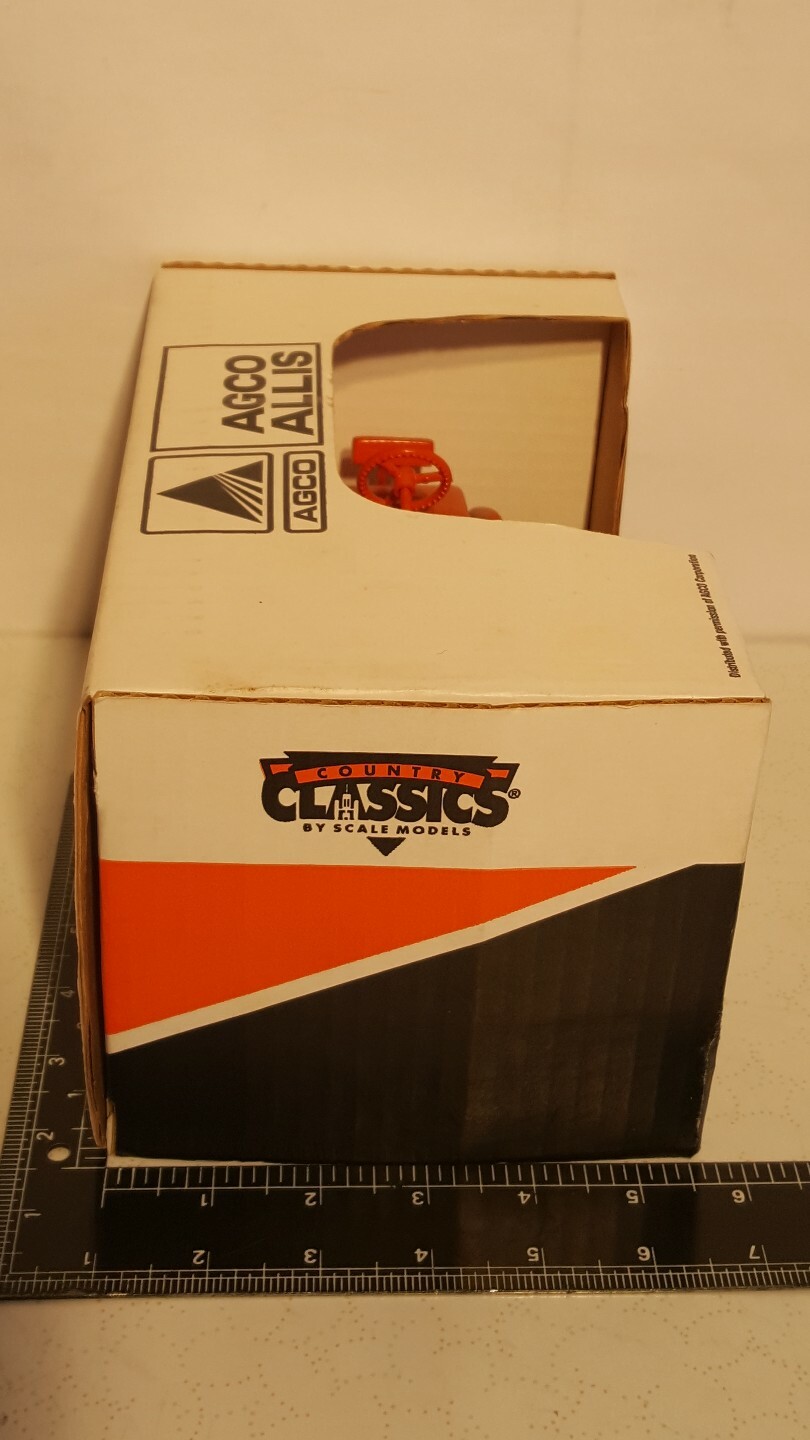 AGCO
ALLIS
AGCO
Distributed with permission of AGCO Corporation
COUNTRY
CLASSICS®
BY SCALE MODELS
4
3
2
1
1
1 2 3 4 5 6
1 2 3 4 5 6 7